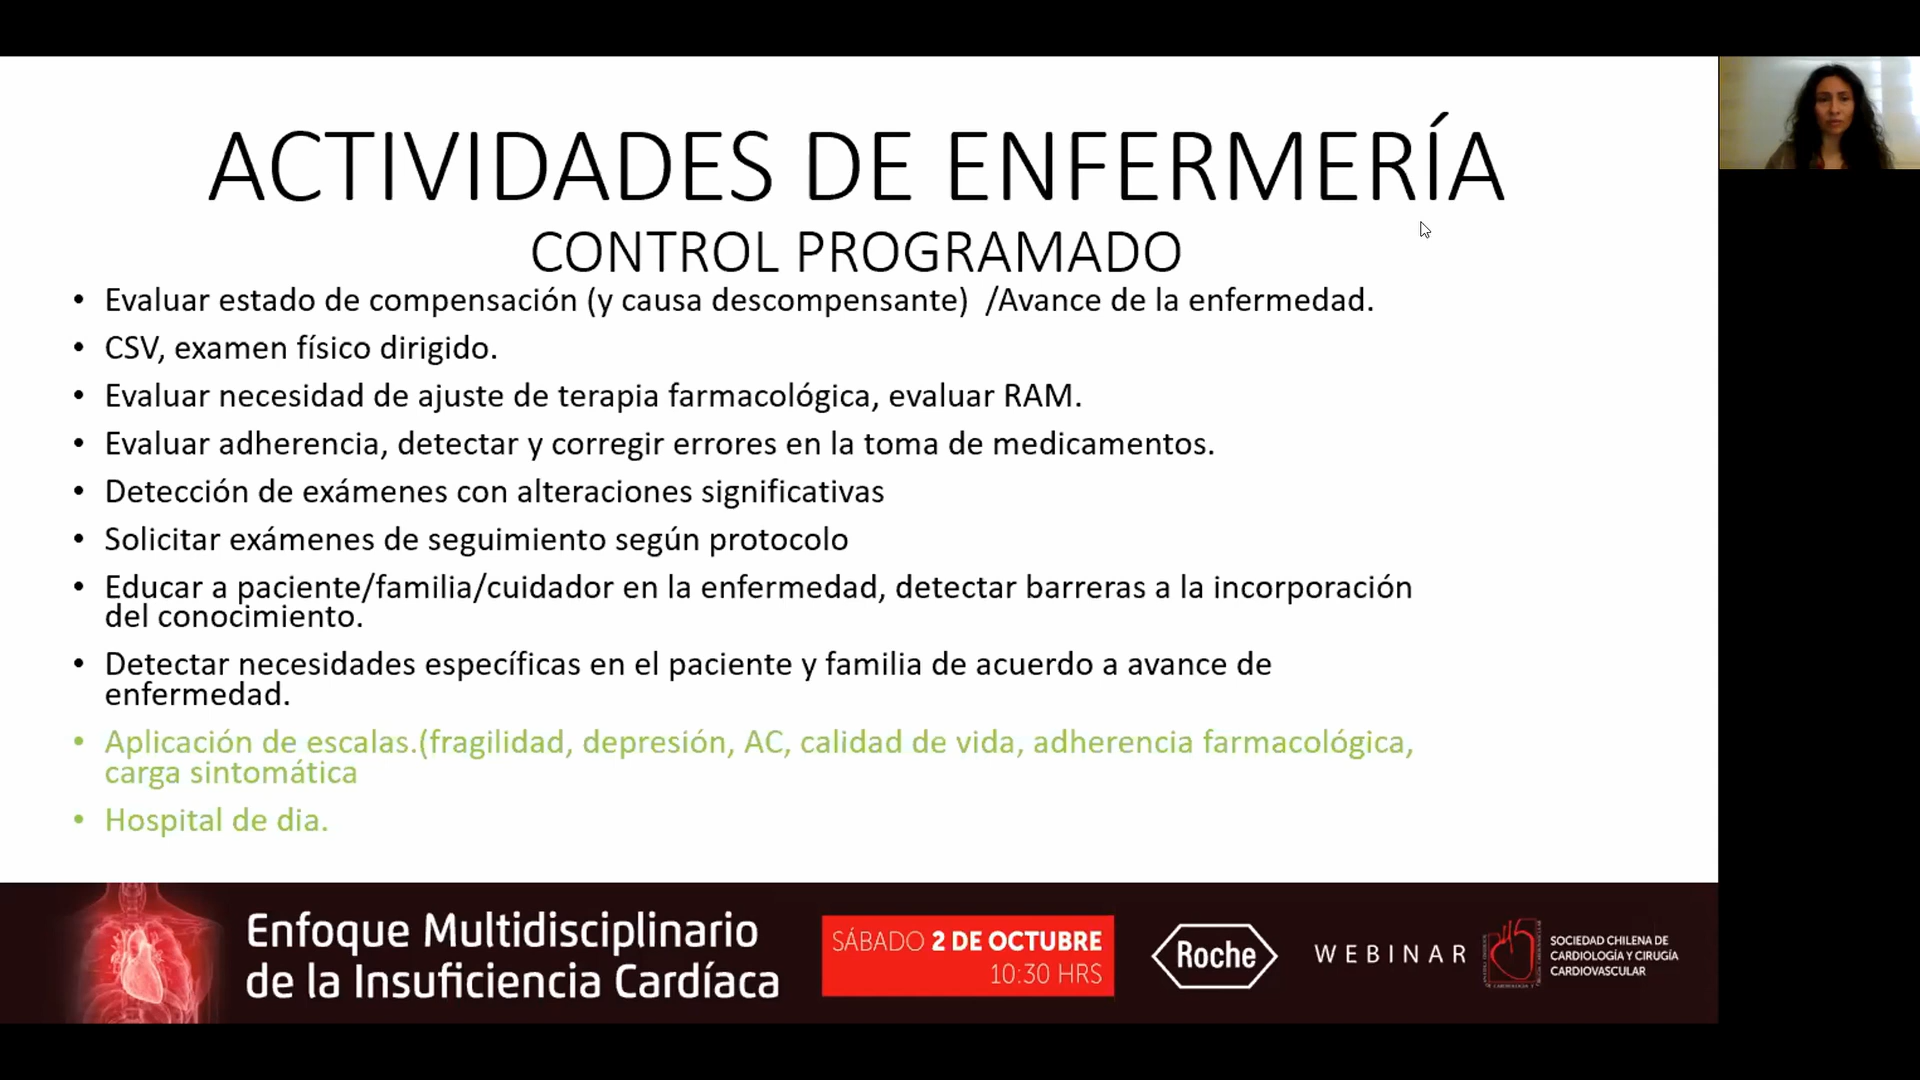 ACTIVIDADES DE ENFERMERÍA
CONTROL PROGRAMADO
• Evaluar estado de compensación (y causa descompensante) /Avance de la enfermedad.
• CSV, examen físico dirigido.
• Evaluar necesidad de ajuste de terapia farmacológica, evaluar RAM.
• Evaluar adherencia, detectar y corregir errores en la toma de medicamentos.
• Detección de exámenes con alteraciones significativas
• Solicitar exámenes de seguimiento según protocolo
• Educar a paciente/familia/cuidador en la enfermedad, detectar barreras a la incorporación
del conocimiento.
• Detectar necesidades específicas en el paciente y familia de acuerdo a avance de
enfermedad.
• Aplicación de escalas.(fragilidad, depresión, AC, calidad de vida, adherencia farmacológica,
carga sintomática
• Hospital de dia.
Enfoque Multidisciplinario
de la Insuficiencia Cardíaca
SÁBADO 2 DE OCTUBRE
10:30 HRS
Roche
WEBINAR
SOCIEDAD CHILENA DE
CARDIOLOGÍA Y CIRUGÍA
CARDIOVASCULAR